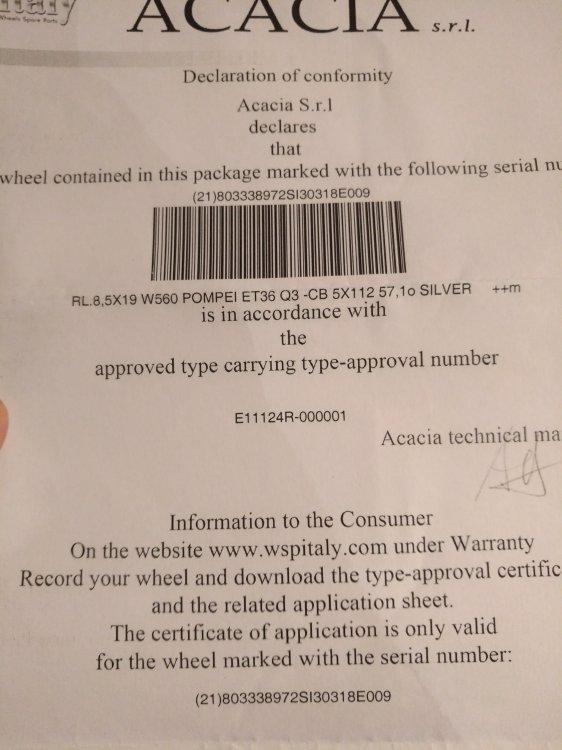 Wheels Spare Parts
ACACIA s.r.l.
Declaration of conformity
Acacia S.r.l
declares
that
wheel contained in this package marked with the following serial
(21)803338972SI30318E009
RL.8,5X19 W560 POMPEI ET36 Q3 -CB 5X112 57,1o SILVER ++m
is in accordance with
the
approved type carrying type-approval number
E11124R-000001
Acacia technical
Information to the Consumer
On the website www.wspitaly.com under Warranty
Record your wheel and download the type-approval
and the related application sheet.
The certificate of application is only valid
for the wheel marked with the serial number:
(21)803338972SI30318E009